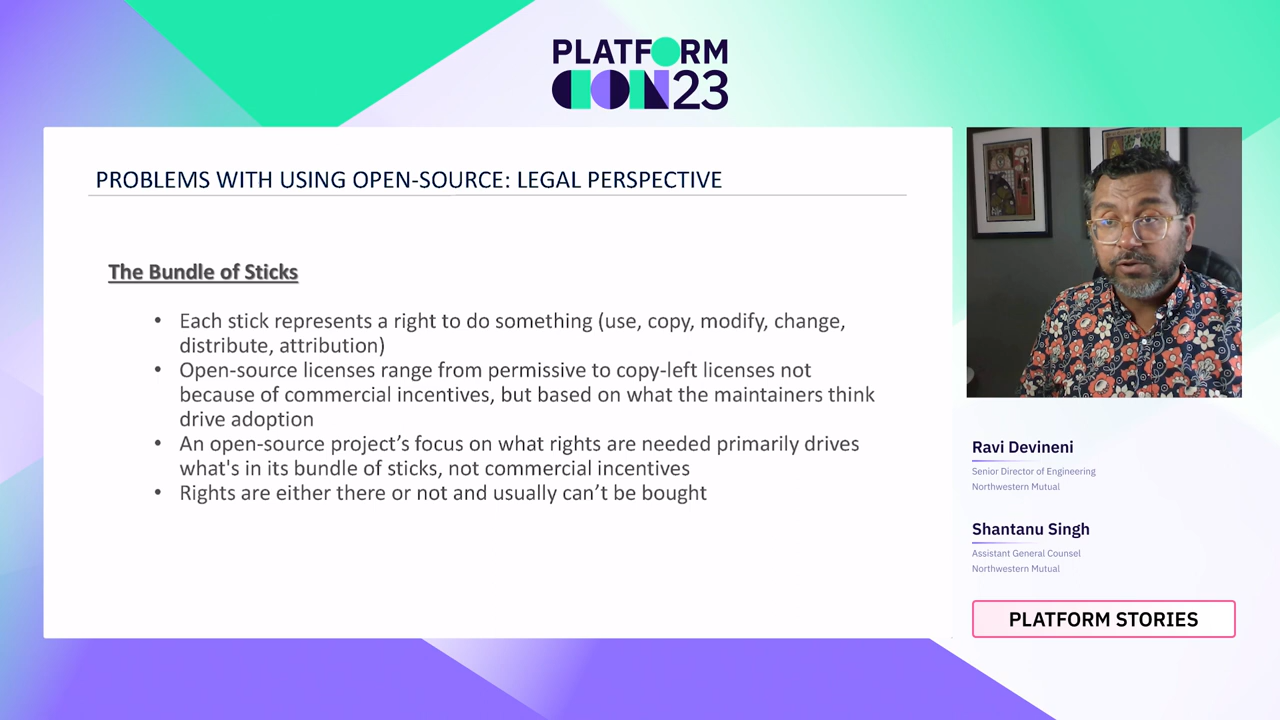 PLATFORM
CON23
PROBLEMS WITH USING OPEN-SOURCE: LEGAL PERSPECTIVE
The Bundle of Sticks
• Each stick represents a right to do something (use, copy, modify, change,
distribute, attribution)
• Open-source licenses range from permissive to copy-left licenses not
because of commercial incentives, but based on what the maintainers think
drive adoption
• An open-source project’s focus on what rights are needed primarily drives
what's in its bundle of sticks, not commercial incentives
• Rights are either there or not and usually can’t be bought
Ravi Devineni
Senior Director of Engineering
Northwestern Mutual
Shantanu Singh
Assistant General Counsel
Northwestern Mutual
PLATFORM STORIES